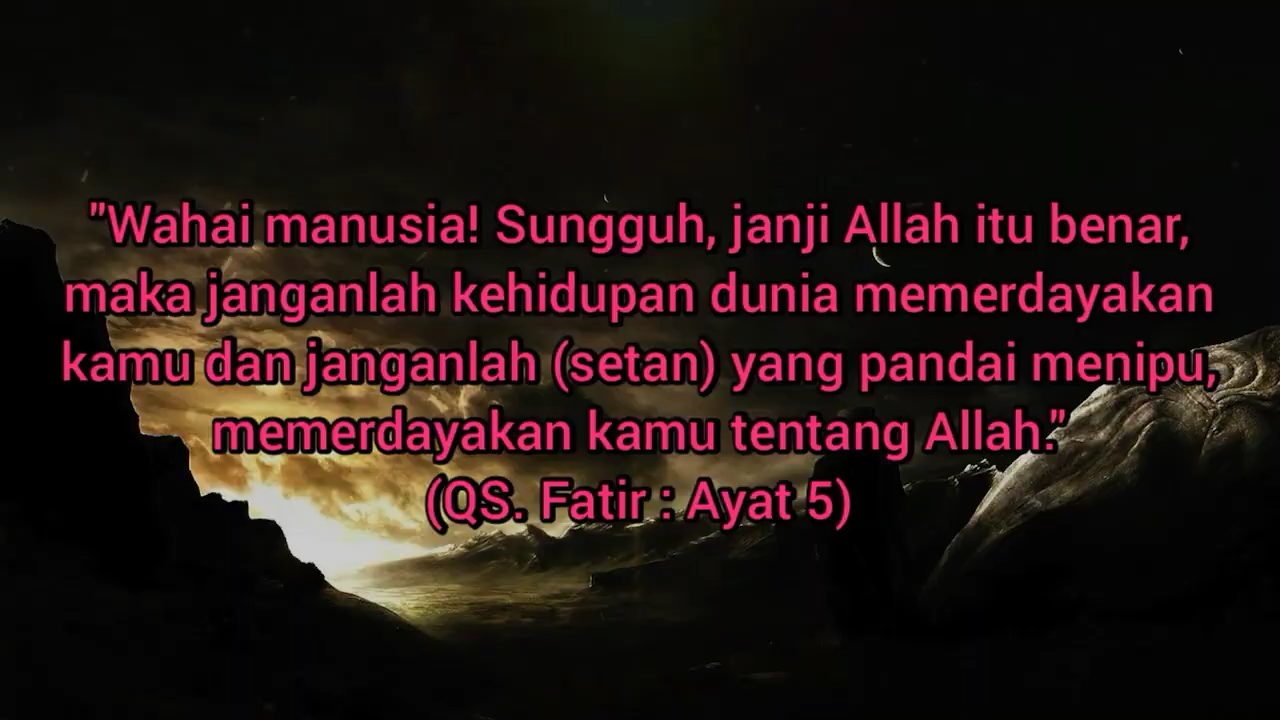 "Wahai manusia! Sungguh, janji Allah itu benar,
maka janganlah kehidupan dunia memerdayakan
kamu dan janganlah (setan) yang pandai menipu,
memerdayakan kamu tentang Allah."
(QS. Fatir : Ayat 5)